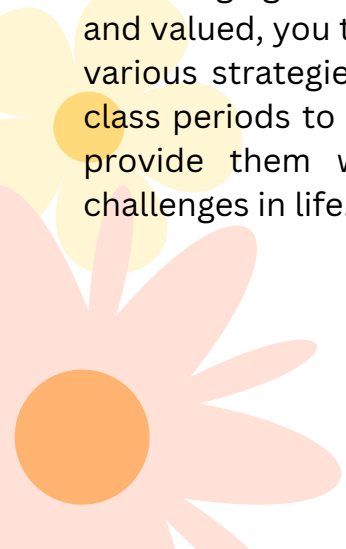 and valued, you
various strategie
class periods to
provide them
challenges in life